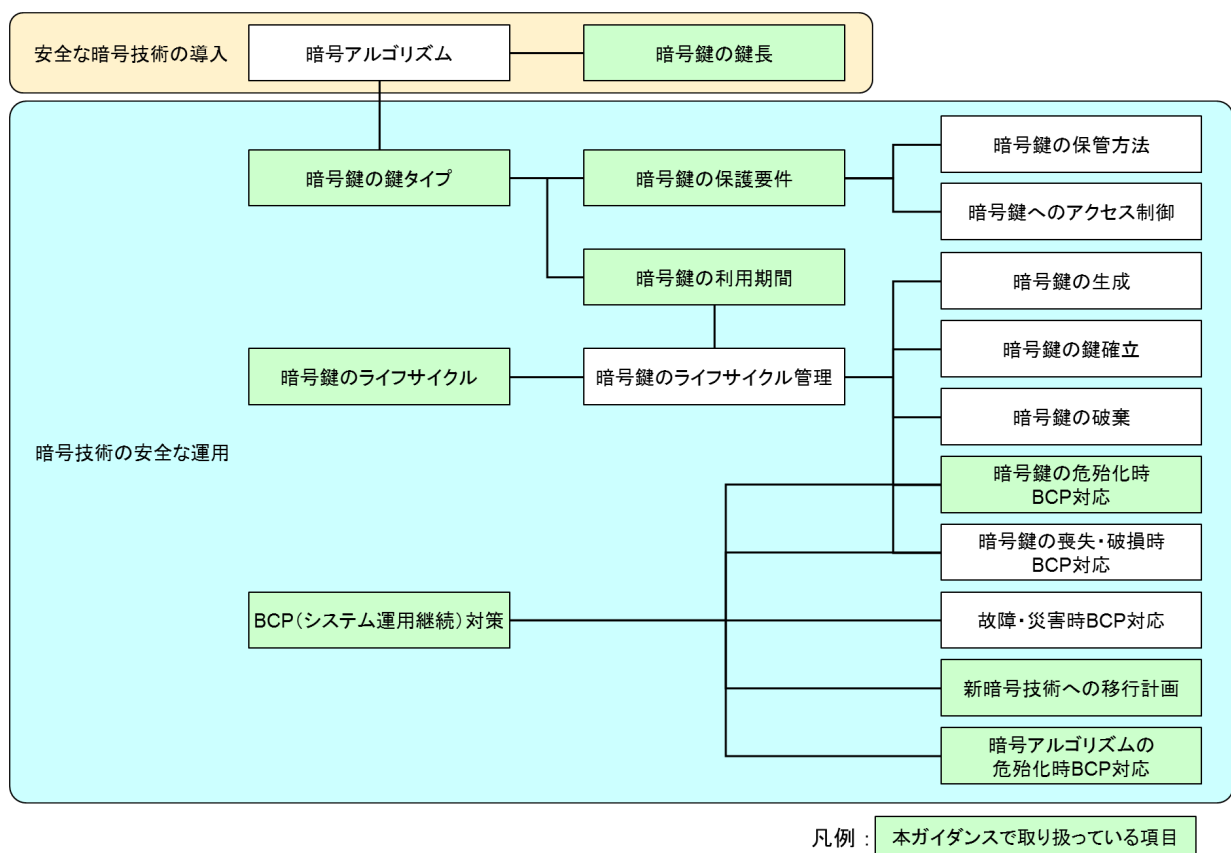 安全な暗号技術の導入
暗号アルゴリズム
暗号鍵の鍵長
暗号鍵の鍵タイプ
暗号鍵の保護要件
暗号鍵の保管方法
暗号鍵へのアクセス制御
暗号鍵の利用期間
暗号鍵の生成
暗号鍵の鍵確立
暗号鍵のライフサイクル
暗号鍵のライフサイクル管理
暗号鍵の破棄
暗号技術の安全な運用
暗号鍵の危殆化時
BCP対応
暗号鍵の喪失・破損時
BCP対応
BCP(システム運用継続)対策
故障・災害時BCP対応
新暗号技術への移行計画
暗号アルゴリズムの
危殆化時BCP対応
凡例:
本ガイダンスで取り扱っている項目